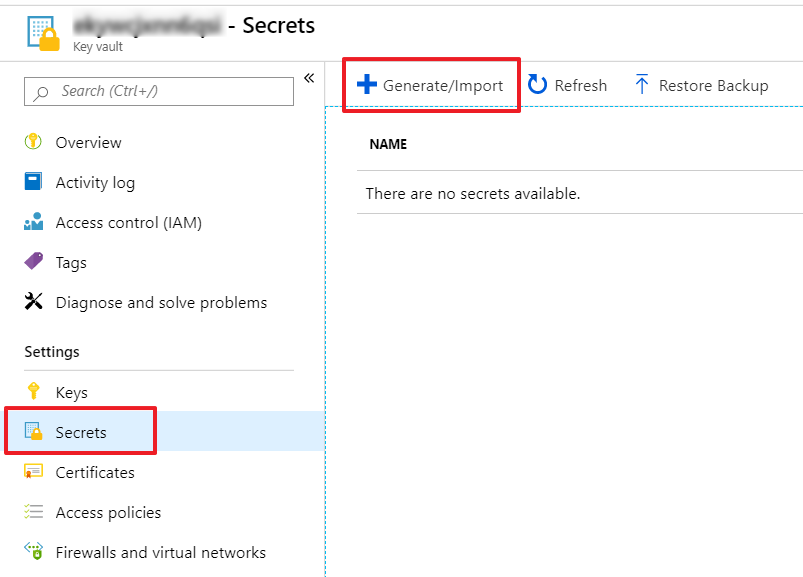 - Secrets
Key vault
Search (Ctrl+/)
«
Overview
Activity log
Access control (IAM)
Tags
Diagnose and solve problems
Settings
Keys
Secrets
Certificates
Access policies
Firewalls and virtual networks
Generate/Import
Refresh
Restore Backup
NAME
There are no secrets available.